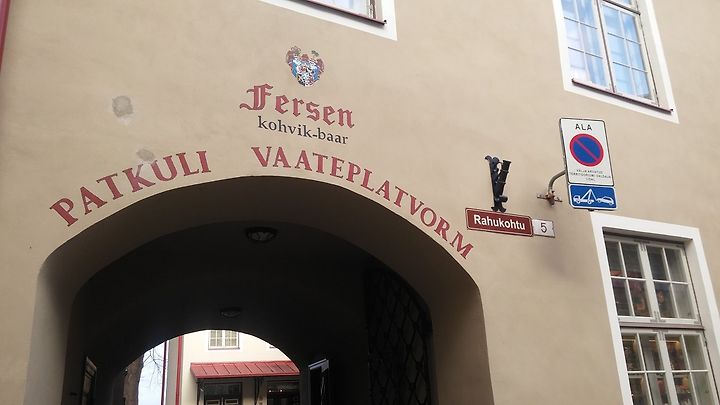 Fersen
kohvik-baar
PATKULI VAATEPLATVORM
Rahukohtu 5
ALA